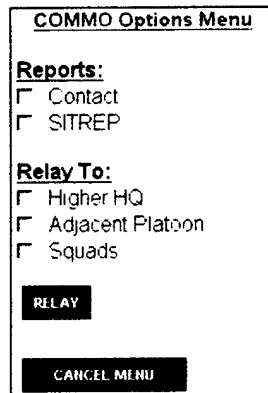 COMMO Options Menu
Reports:
Contact
SITREP
Relay To:
Higher HQ
Adjacent Platoon
Squads
RELAY
CANCEL MENU